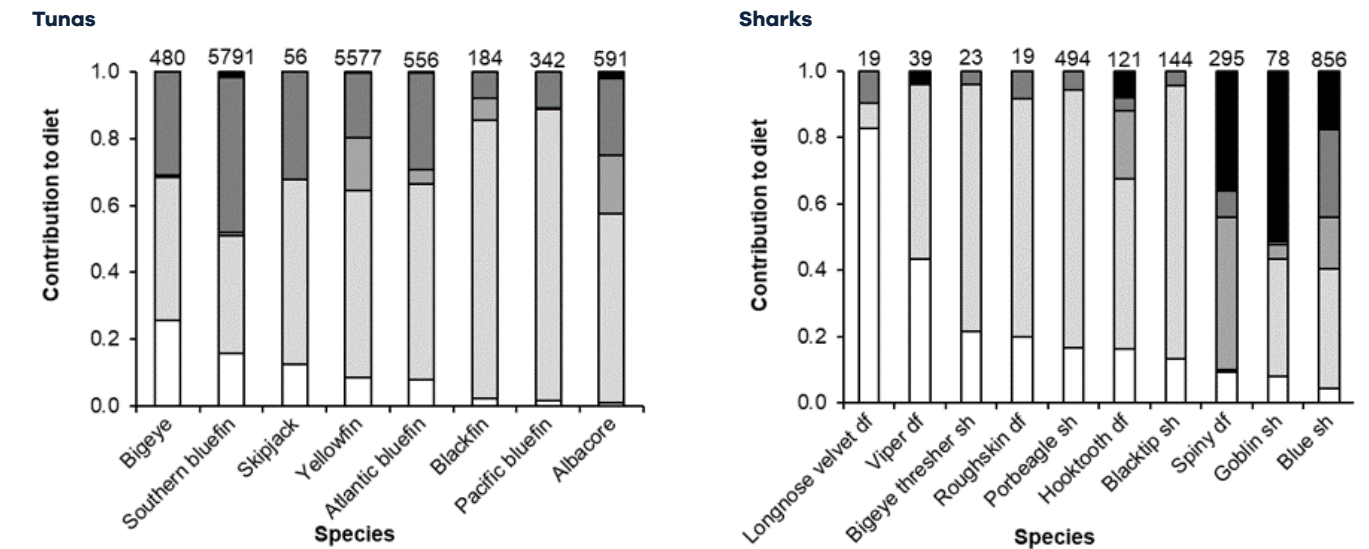 Tunas
480 5791 56 5577 556 184 342 591
1.0
0.8
0.6
0.4
0.2
0.0
Contribution to diet
Bigeye
Southern bluefin
Skipjack
Yellowfin
Atlantic bluefin
Blackfin
Pacific bluefin
Albacore
Species
Sharks
19 39 23 19 494 121 144 295 78 856
1.0
0.8
0.6
0.4
0.2
0.0
Contribution to diet
Longnose velvet df
Viper df
Bigeye thresher sh
Roughskin df
Porbeagle sh
Hooktooth df
Blacktip sh
Spiny df
Goblin sh
Blue sh
Species